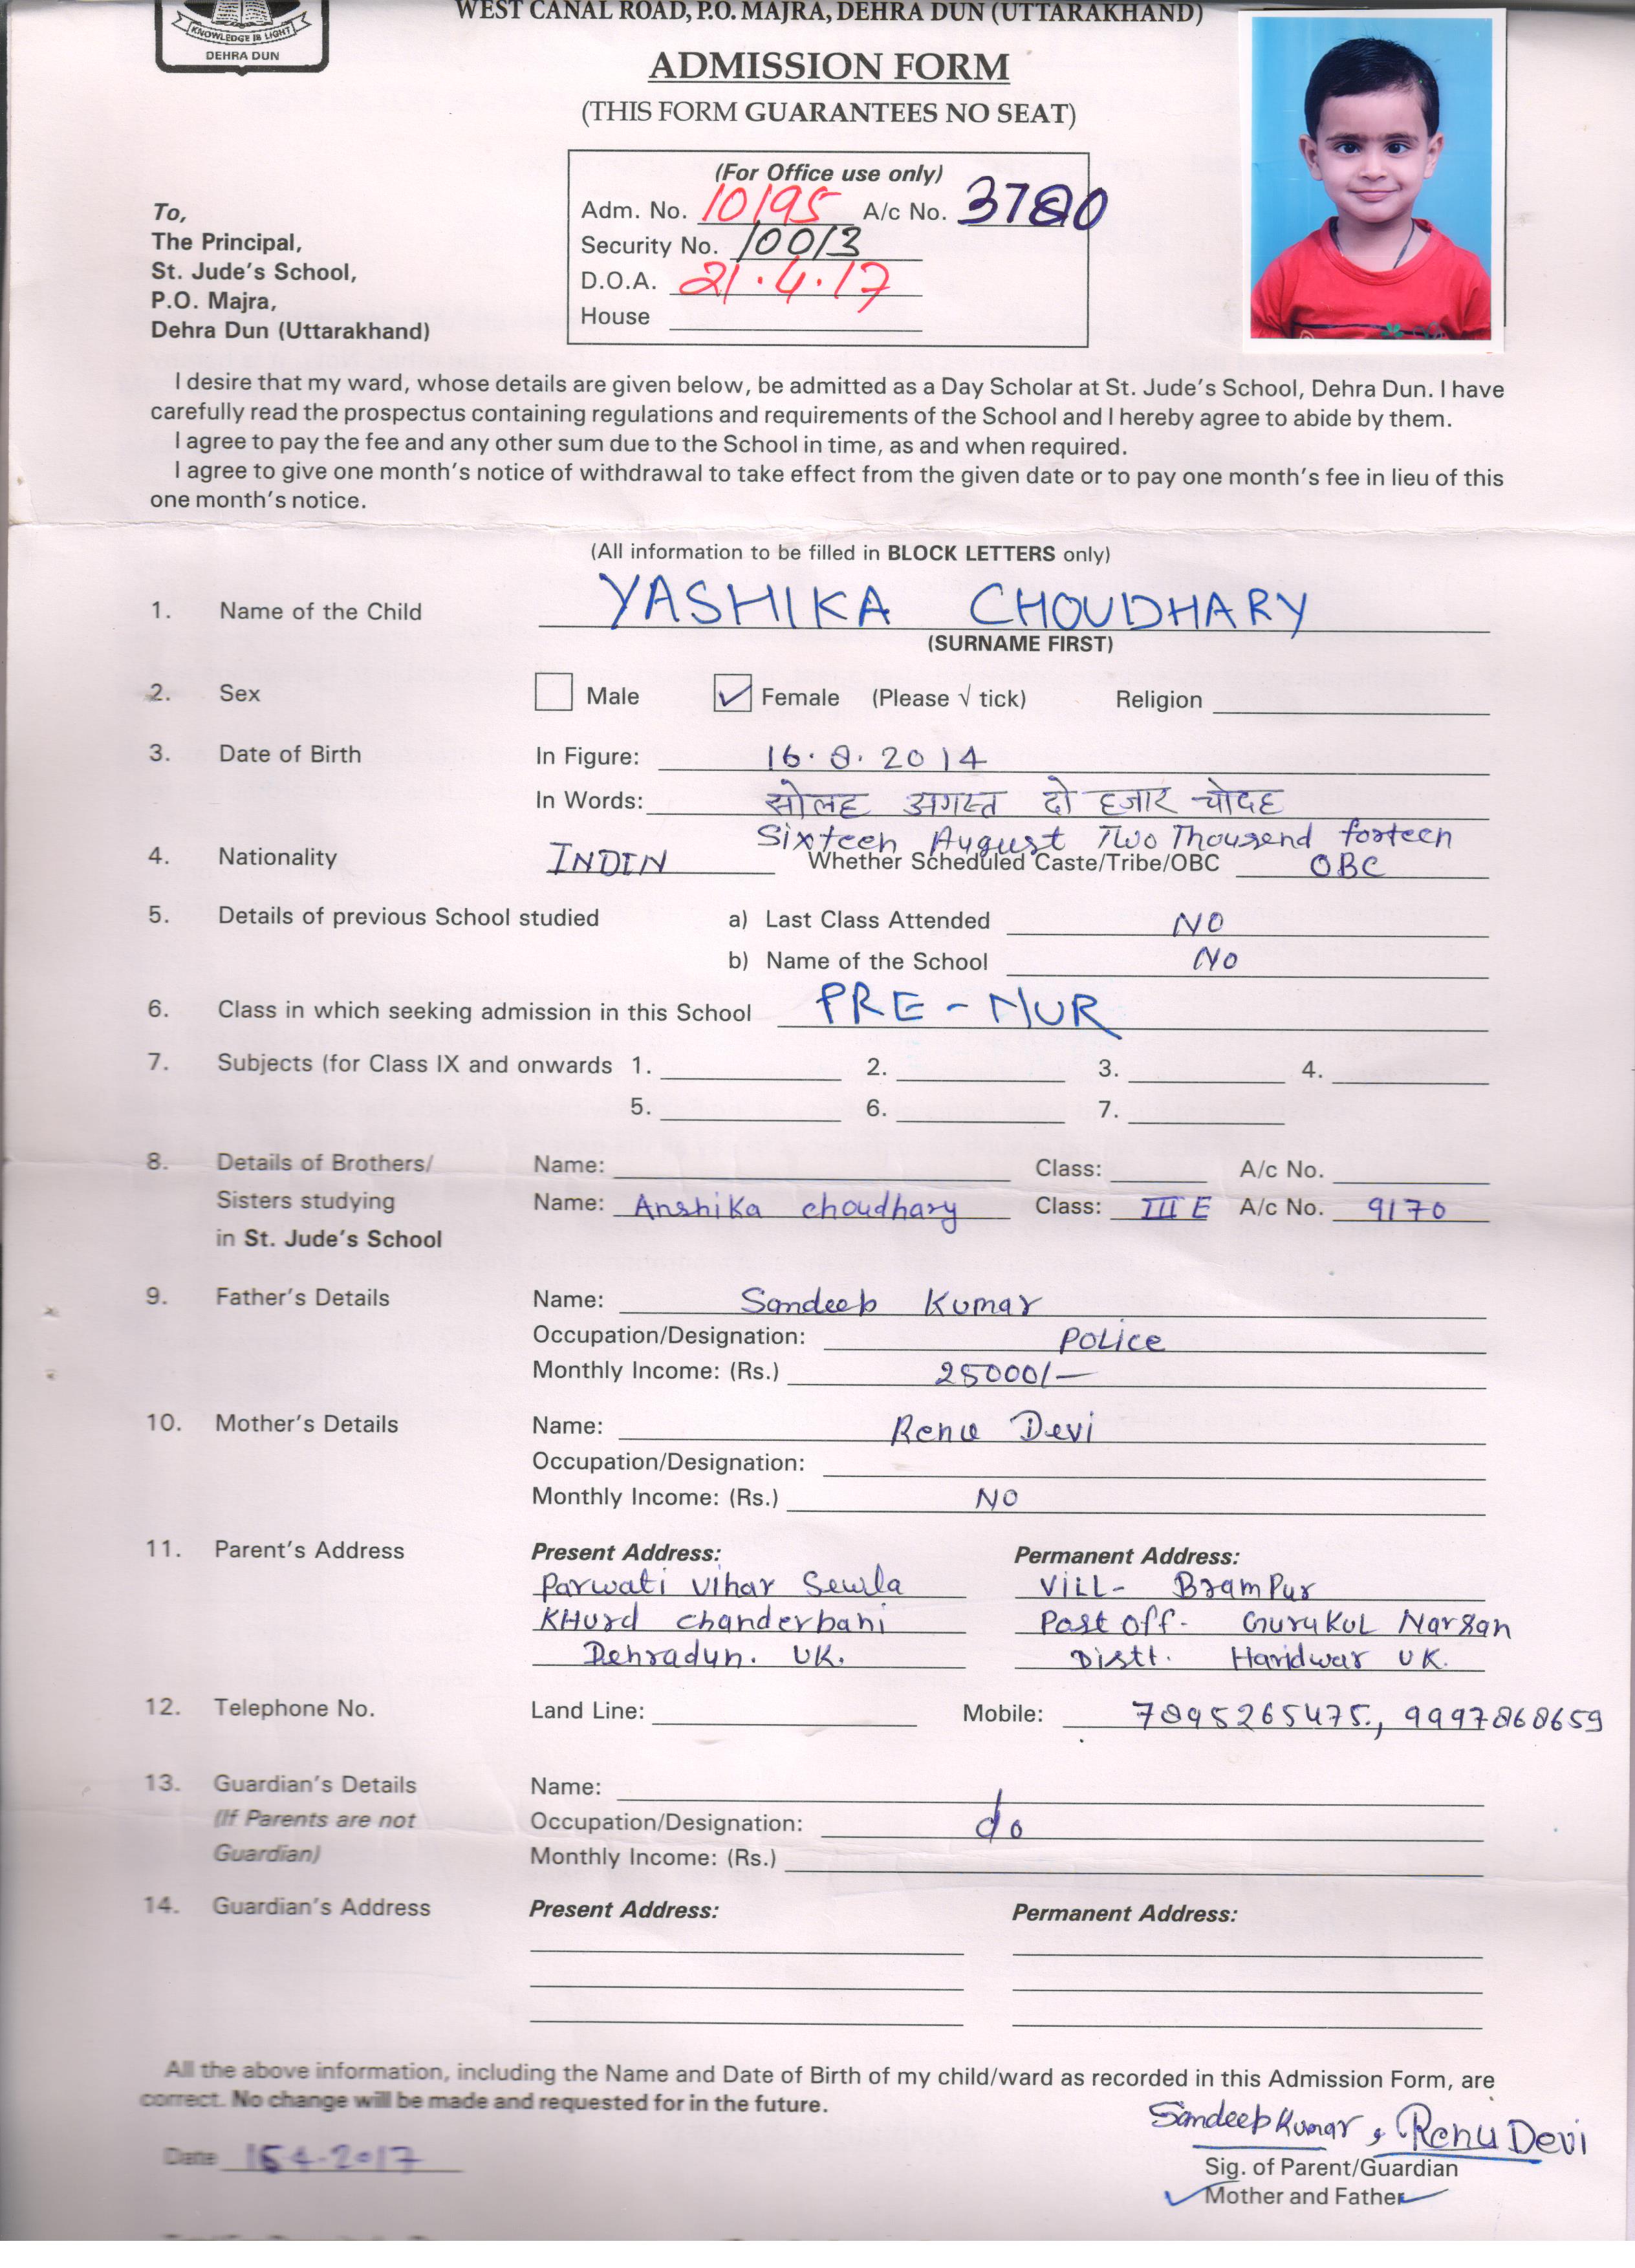 WEST CANAL ROAD, P.O. MAJRA, DEHRA DUN (UTTARAKHAND)
KNOWLEDGE IS LIGHT
DEHRA DUN
ADMISSION FORM
(THIS FORM GUARANTEES NO SEAT)
(For Office use only)
Adm. No. 10195 A/c No. 3780
Security No. 10013
D.O.A. 21.4.17
House
To,
The Principal,
St. Jude's School,
P.O. Majra,
Dehra Dun (Uttarakhand)
I desire that my ward, whose details are given below, be admitted as a Day Scholar at St. Jude's School, Dehra Dun. I have
carefully read the prospectus containing regulations and requirements of the School and I hereby agree to abide by them.
I agree to pay the fee and any other sum due to the School in time, as and when required.
I agree to give one month's notice of withdrawal to take effect from the given date or to pay one month's fee in lieu of this
one month's notice.
(All information to be filled in BLOCK LETTERS only)
1. Name of the Child YASHIKA CHOUDHARY
(SURNAME FIRST)
2. Sex Male ✓ Female (Please √ tick) Religion
3. Date of Birth In Figure: 16.8.2014
In Words: सोलह अगस्त दो हजार चोदह
Sixteen August Two Thousend forteen
4. Nationality INDIN Whether Scheduled Caste/Tribe/OBC OBC
5. Details of previous School studied a) Last Class Attended NO
b) Name of the School NO
6. Class in which seeking admission in this School PRE-NUR
7. Subjects (for Class IX and onwards 1. 2. 3. 4.
5. 6. 7.
8. Details of Brothers/ Name: Class: A/c No.
Sisters studying Name: Anshika choudhary Class: III E A/c No. 9170
in St. Jude's School
9. Father's Details Name: Sandeep Kumar
Occupation/Designation: POLice
Monthly Income: (Rs.) 25000/-
10. Mother's Details Name: Renu Devi
Occupation/Designation:
Monthly Income: (Rs.) NO
11. Parent's Address Present Address: Permanent Address:
Parwati vihar Sewla VILL- BramPur
KHurd chanderbani Post off- GuruKuL Narsan
Dehradun. UK. Distt. Haridwar UK.
12. Telephone No. Land Line: Mobile: 7895265475, 9997868659
13. Guardian's Details Name:
(If Parents are not Occupation/Designation: do
Guardian) Monthly Income: (Rs.)
14. Guardian's Address Present Address: Permanent Address:
All the above information, including the Name and Date of Birth of my child/ward as recorded in this Admission Form, are
correct. No change will be made and requested for in the future.
Sandeep Kumar, Renu Devi
Date 16-4-2017
Sig. of Parent/Guardian
✓ Mother and Father